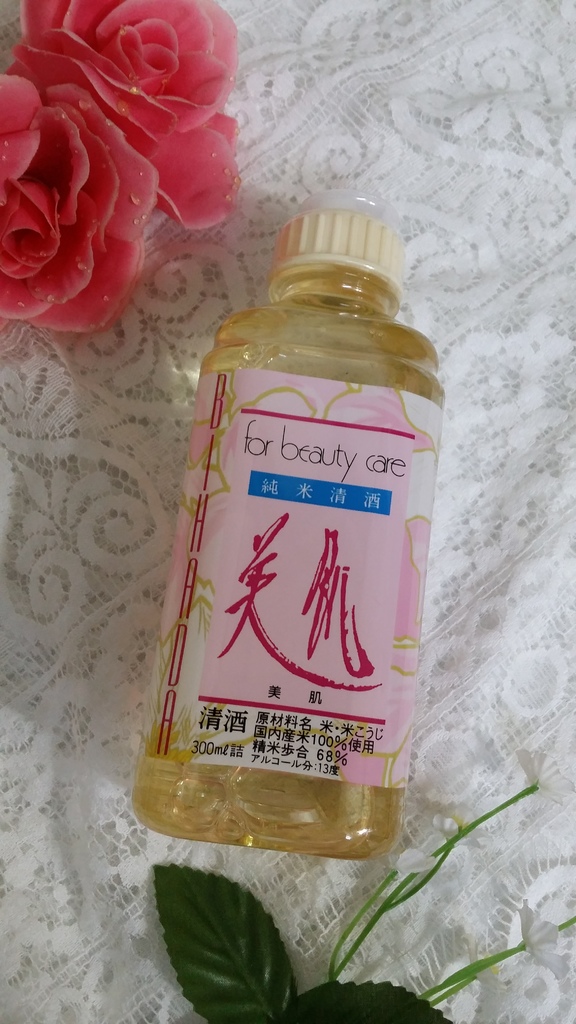 BIHADA
for beauty care
純米清酒
美肌
美肌
清酒 原材料名 米・米こうじ
国内産米100%使用
300ml詰 精米歩合 68%
アルコール分:13度